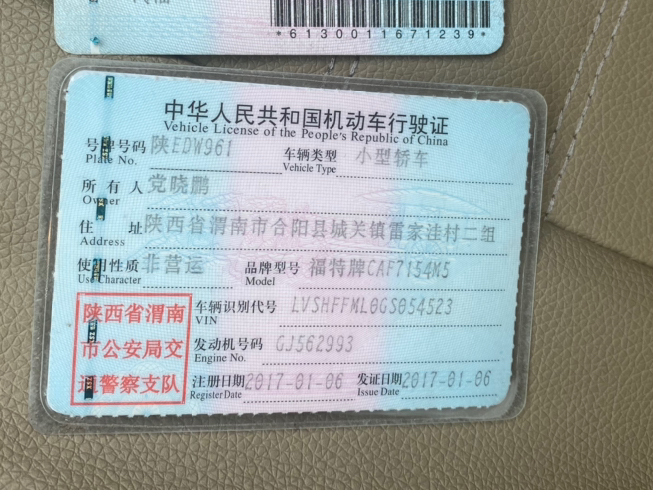 *6130011671239*
中华人民共和国机动车行驶证
Vehicle License of the People's Republic of China
号牌号码 陕EDW961 车辆类型 小型轿车
Plate No. Vehicle Type
所有人 党晓鹏
Owner
住址 陕西省渭南市合阳县城关镇雷家洼村二组
Address
使用性质 非营运 品牌型号 福特牌CAF7154M5
Use Character Model
陕西省渭南市公安局交通警察支队
车辆识别代号 LVSHFFML0GS054523
VIN
发动机号码 GJ562993
Engine No.
注册日期 2017-01-06 发证日期 2017-01-06
Register Date Issue Date